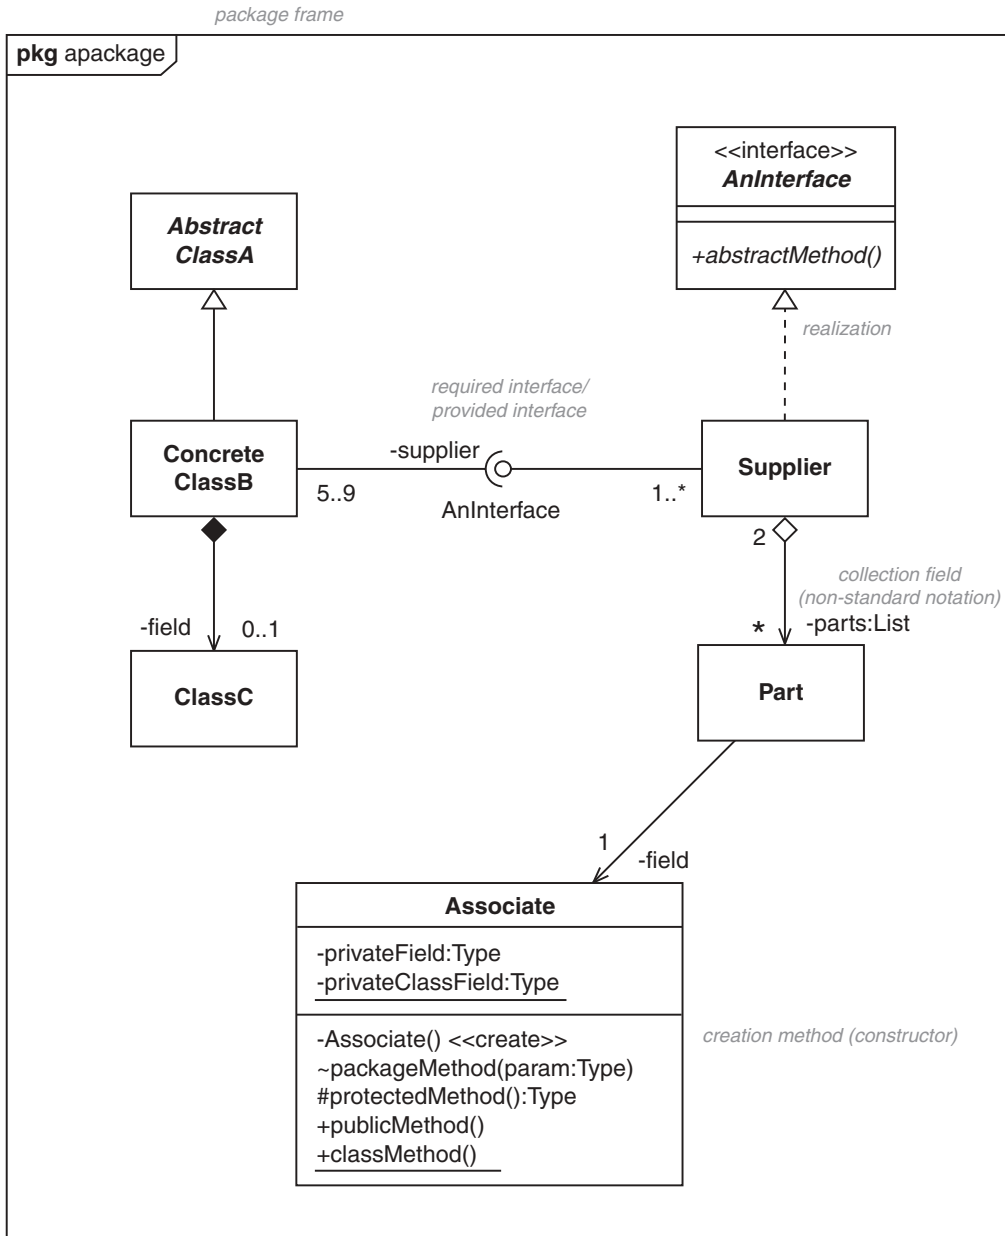 package frame
pkg apackage
<<interface>>
AnInterface
+abstractMethod()
Abstract
ClassA
realization
required interface/
provided interface
Concrete
ClassB
-supplier
5..9
AnInterface
1..*
Supplier
2
collection field
(non-standard notation)
-parts:List
*
-field
0..1
ClassC
Part
1
-field
Associate
-privateField:Type
-privateClassField:Type
-Associate() <<create>>
~packageMethod(param:Type)
#protectedMethod():Type
+publicMethod()
+classMethod()
creation method (constructor)